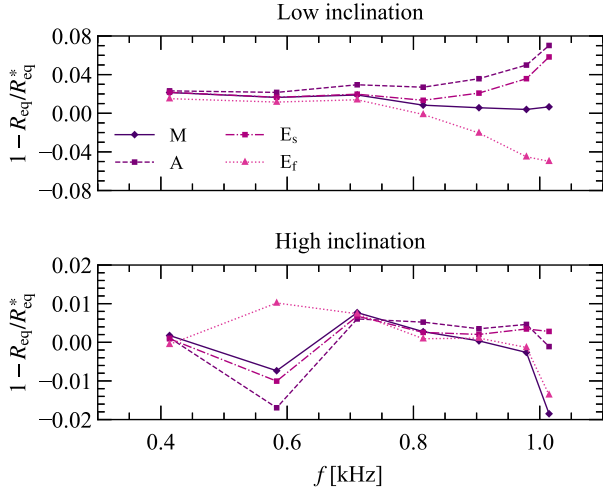 Low inclination
1 − R_eq/R*_eq
0.08
0.04
0.00
−0.04
−0.08
M
A
E_s
E_f
High inclination
1 − R_eq/R*_eq
0.02
0.01
0.00
−0.01
−0.02
0.4 0.6 0.8 1.0
f [kHz]